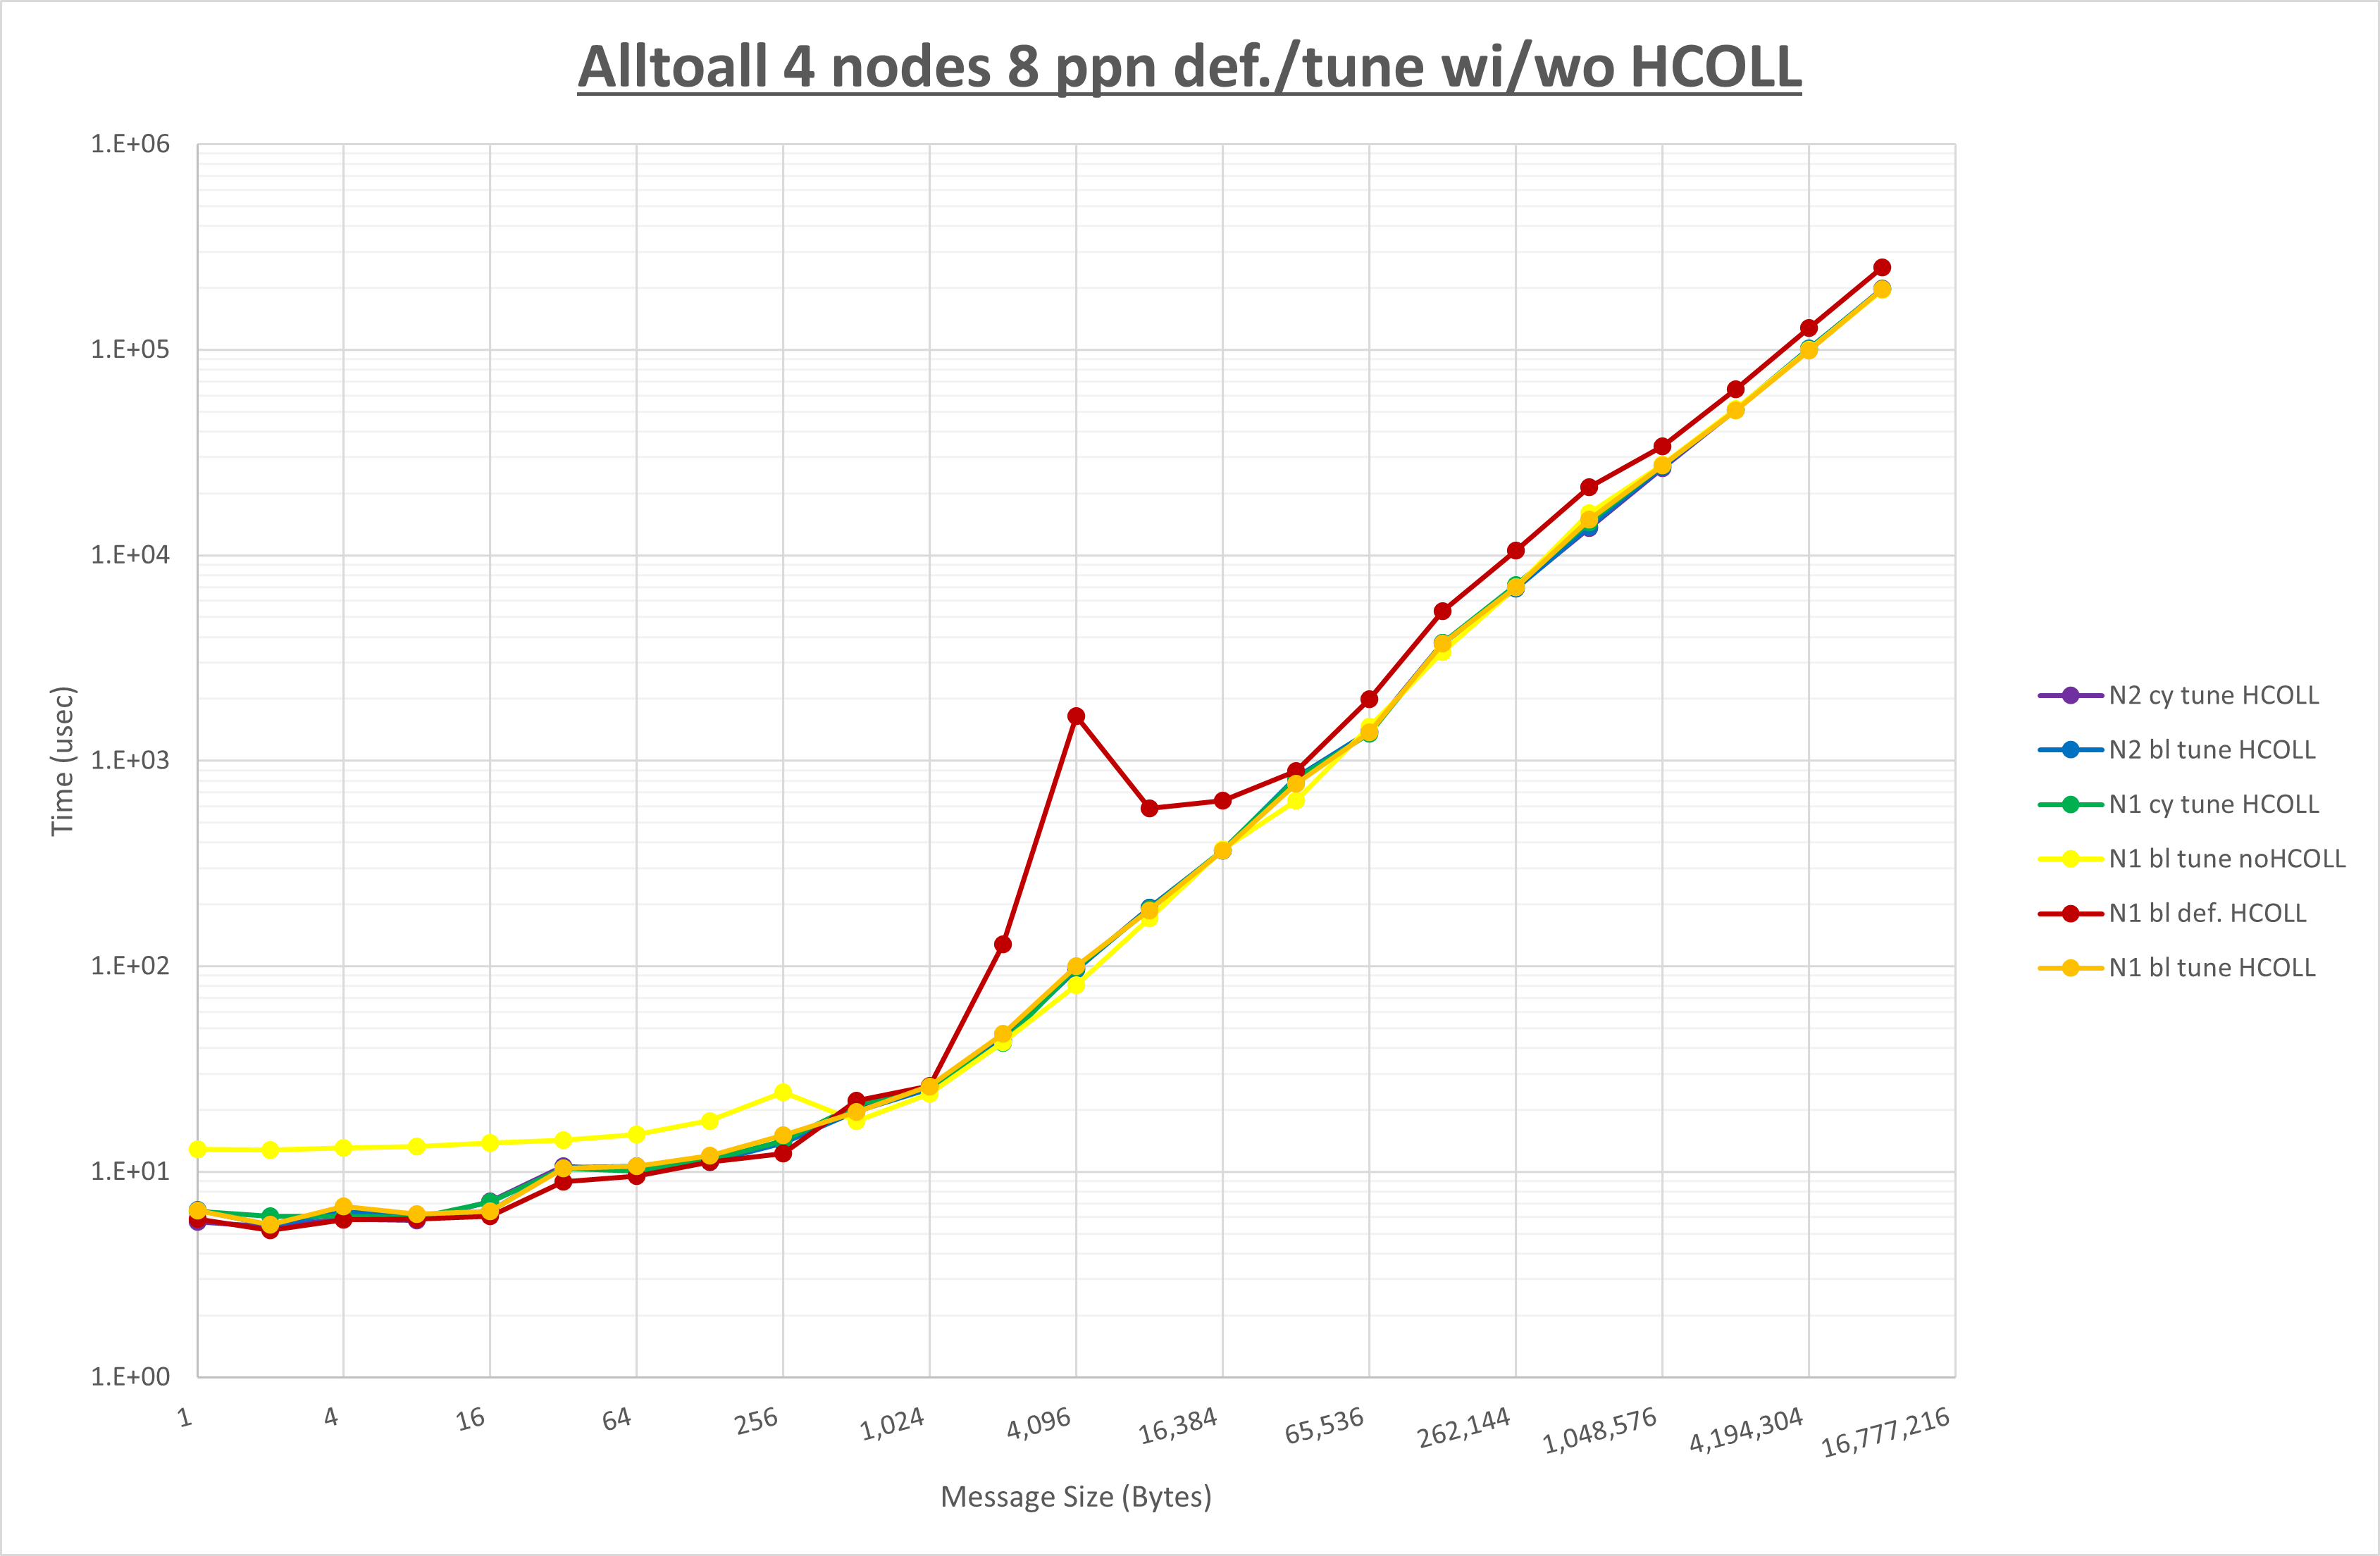 Alltoall 4 nodes 8 ppn def./tune wi/wo HCOLL
1.E+06
1.E+05
1.E+04
1.E+03
1.E+02
1.E+01
1.E+00
Time (usec)
1
4
16
64
256
1,024
4,096
16,384
65,536
262,144
1,048,576
4,194,304
16,777,216
Message Size (Bytes)
N2 cy tune HCOLL
N2 bl tune HCOLL
N1 cy tune HCOLL
N1 bl tune noHCOLL
N1 bl def. HCOLL
N1 bl tune HCOLL